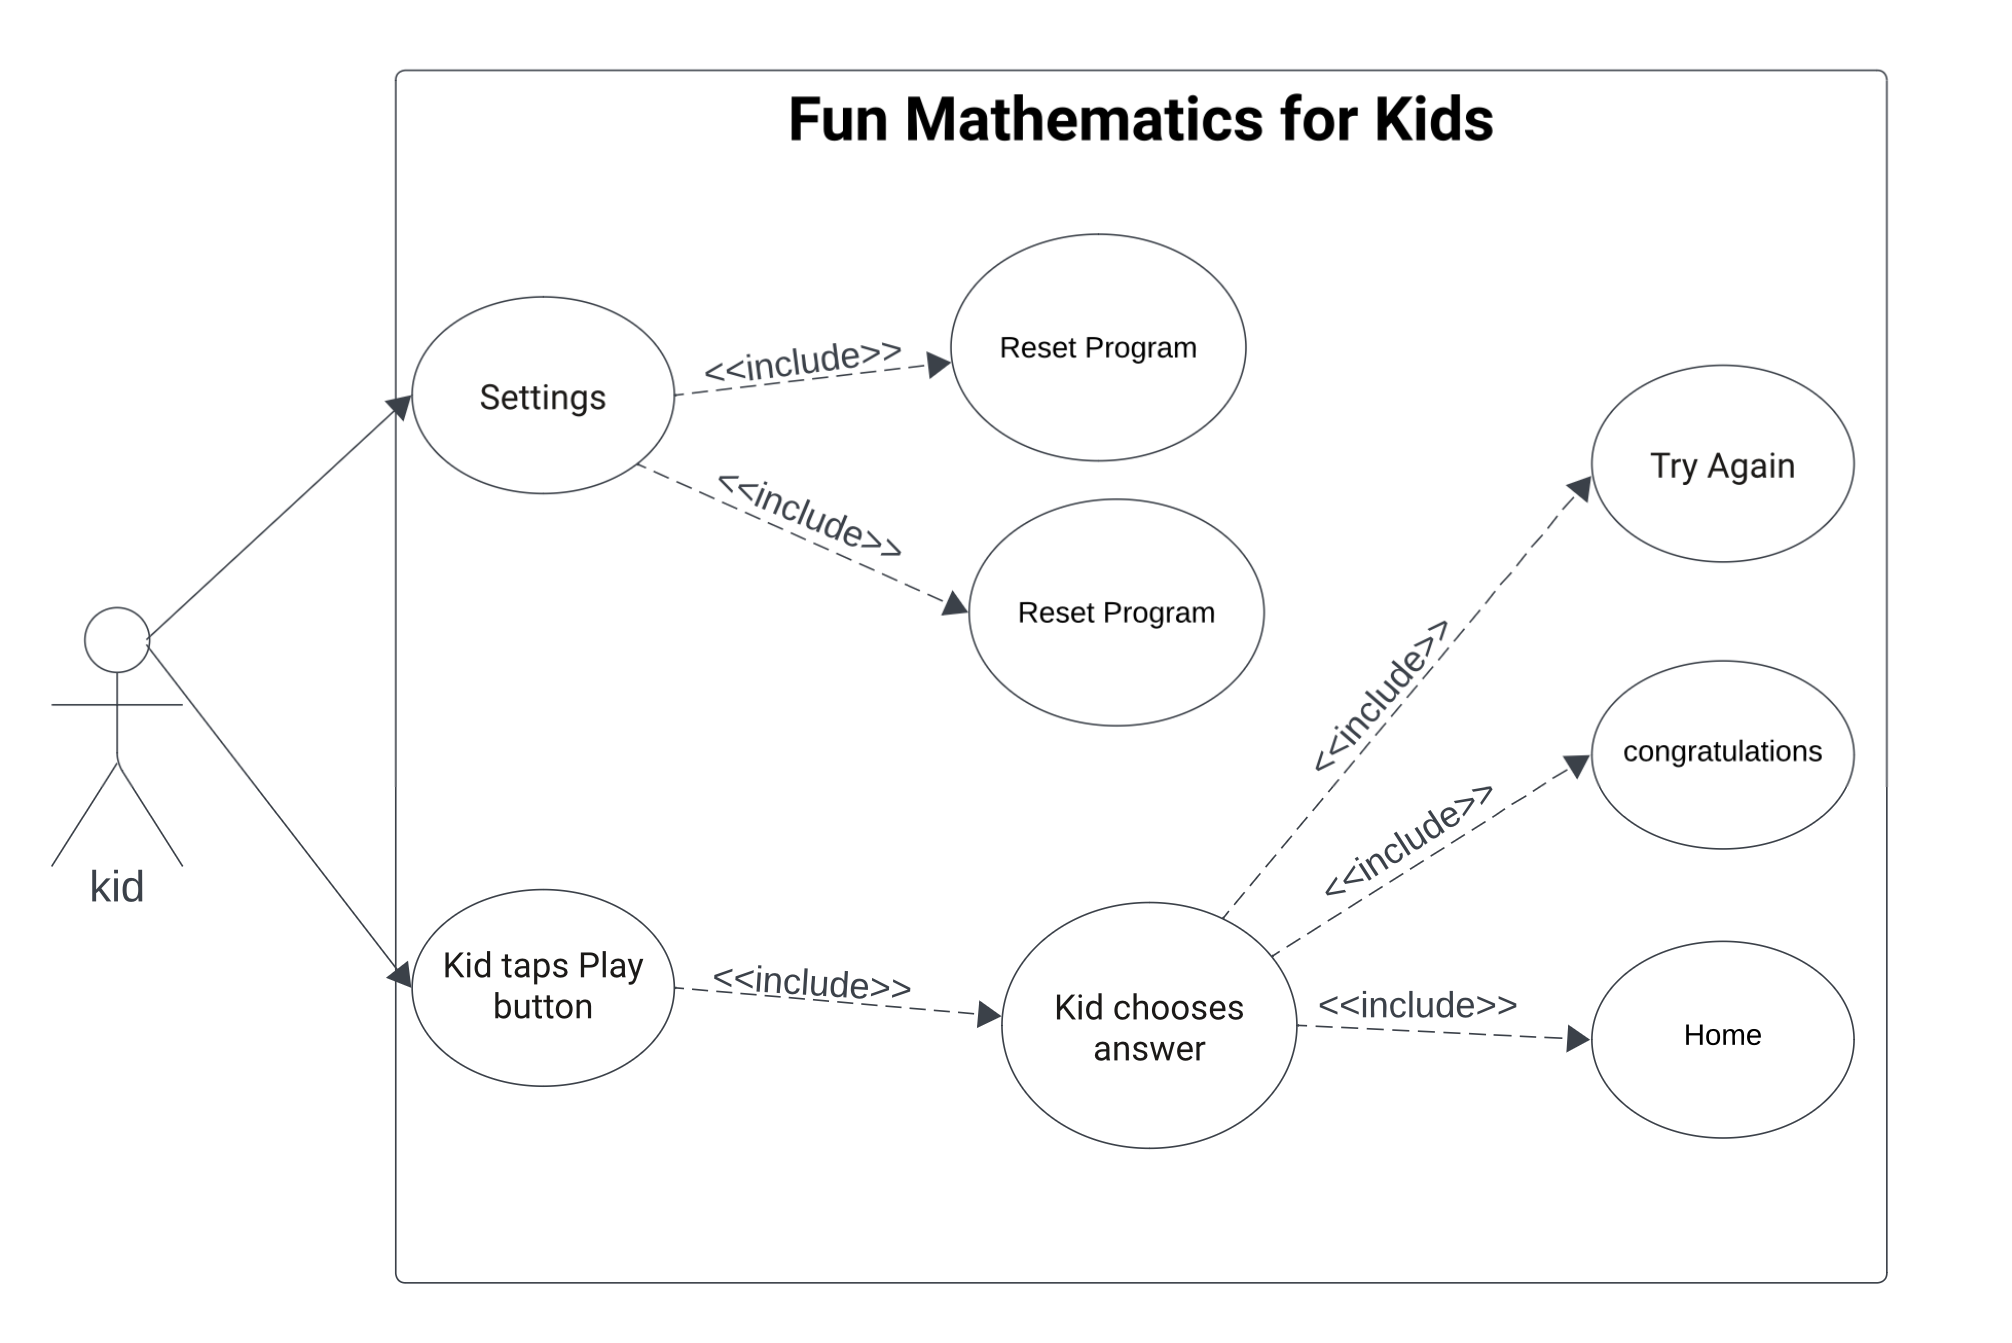 Fun Mathematics for Kids
Settings
<<include>>
Reset Program
<<include>>
Reset Program
Try Again
<<include>>
congratulations
<<include>>
kid
Kid taps Play
button
<<include>>
Kid chooses
answer
<<include>>
Home